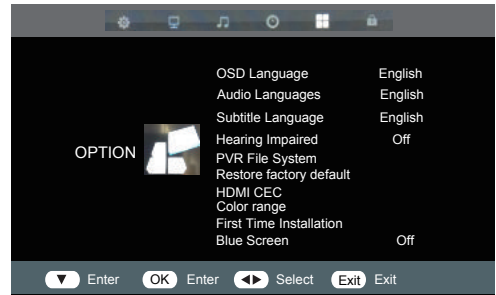 OSD Language English
Audio Languages English
Subtitle Language English
Hearing Impaired Off
OPTION
PVR File System
Restore factory default
HDMI CEC
Color range
First Time Installation
Blue Screen Off
Enter OK Enter Select Exit Exit